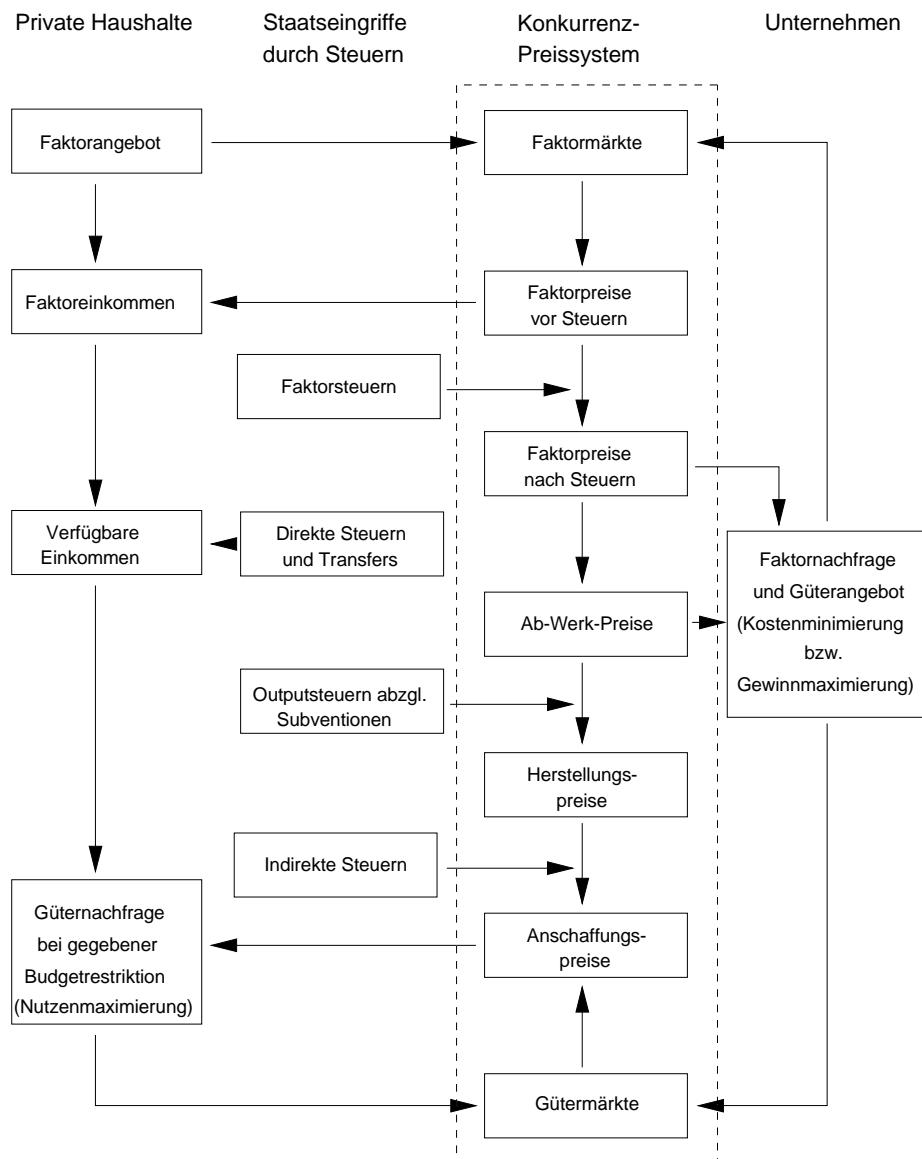 Private Haushalte
Staatseingriffe
durch Steuern
Konkurrenz-
Preissystem
Unternehmen
Faktorangebot
Faktormärkte
Faktoreinkommen
Faktorpreise
vor Steuern
Faktorsteuern
Faktorpreise
nach Steuern
Verfügbare
Einkommen
Direkte Steuern
und Transfers
Faktornachfrage
und Güterangebot
(Kostenminimierung
bzw.
Gewinnmaximierung)
Ab-Werk-Preise
Outputsteuern abzgl.
Subventionen
Herstellungs-
preise
Indirekte Steuern
Güternachfrage
bei gegebener
Budgetrestriktion
(Nutzenmaximierung)
Anschaffungs-
preise
Gütermärkte